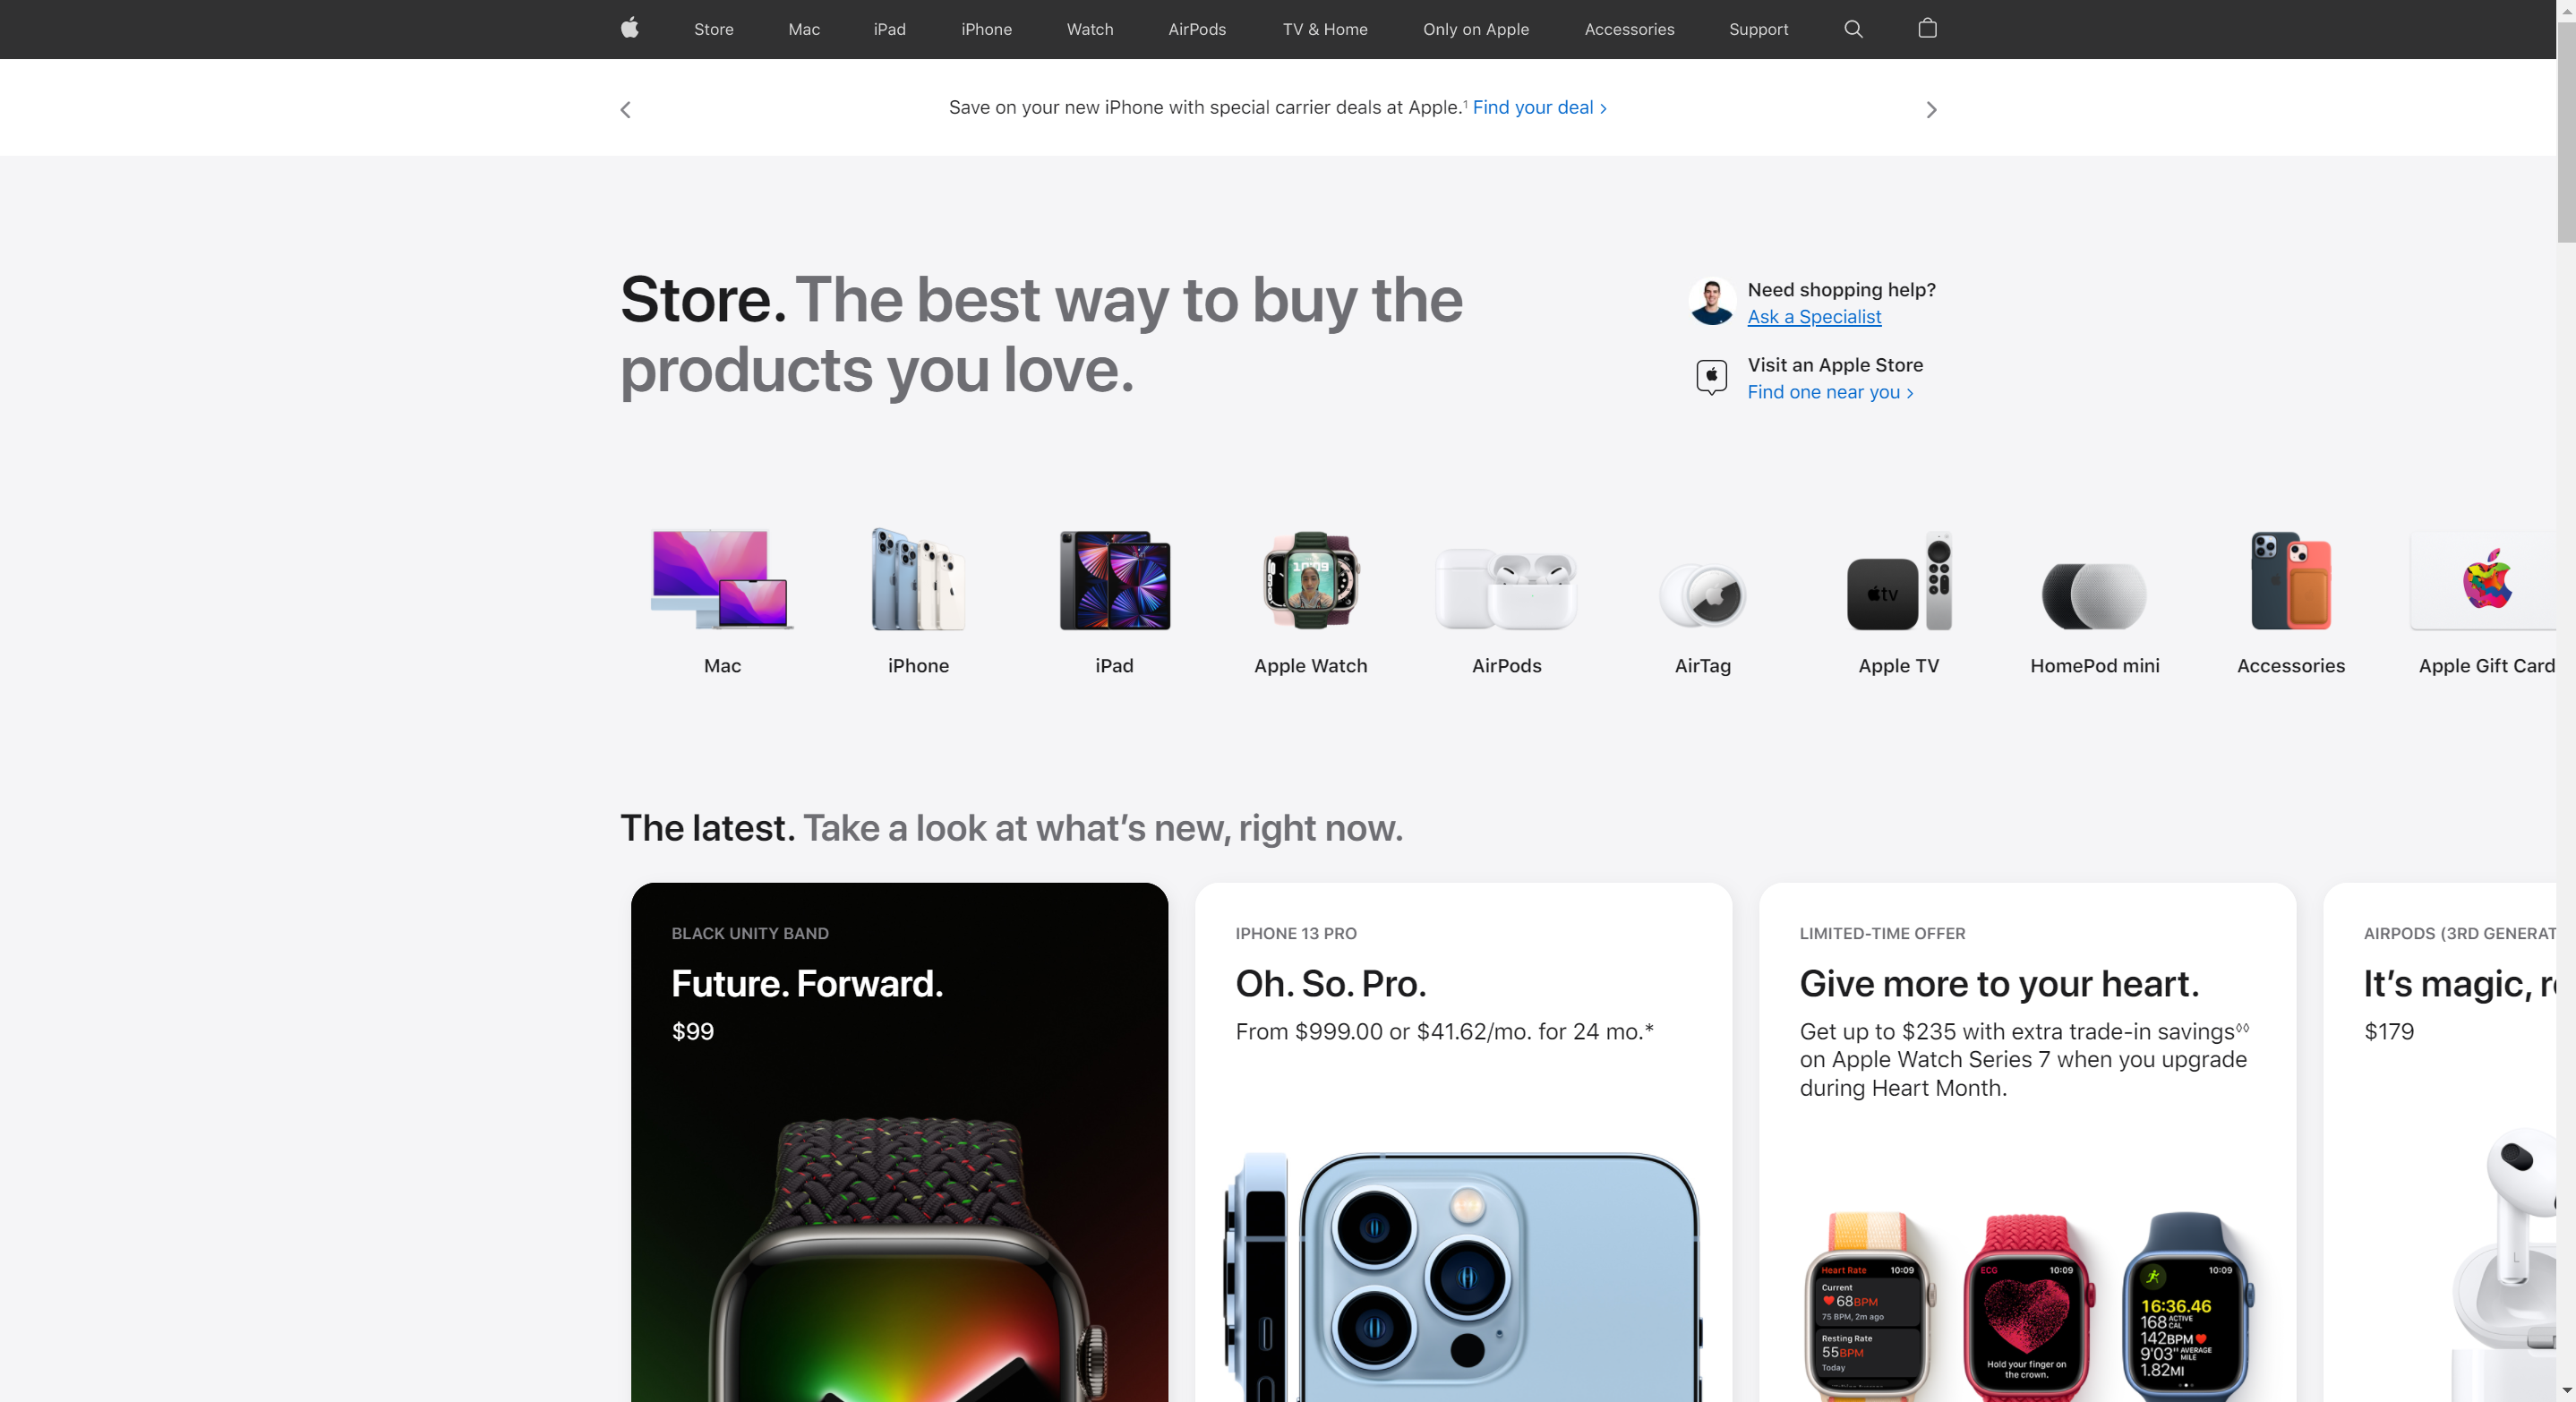 Store
Mac
iPad
iPhone
Watch
AirPods
TV & Home
Only on Apple
Accessories
Support
Save on your new iPhone with special carrier deals at Apple.¹ Find your deal ›
Store. The best way to buy the
products you love.
Need shopping help?
Ask a Specialist
Visit an Apple Store
Find one near you ›
10:09
tv
Mac
iPhone
iPad
Apple Watch
AirPods
AirTag
Apple TV
HomePod mini
Accessories
Apple Gift Card
The latest. Take a look at what’s new, right now.
BLACK UNITY BAND
Future. Forward.
$99
IPHONE 13 PRO
Oh. So. Pro.
From $999.00 or $41.62/mo. for 24 mo.*
LIMITED-TIME OFFER
Give more to your heart.
Get up to $235 with extra trade-in savings◊◊
on Apple Watch Series 7 when you upgrade
during Heart Month.
Heart Rate 10:09
Current
68BPM
75 BPM, 2m ago
Resting Rate
55BPM
Today
ECG 10:09
Hold your finger on
the crown.
10:09
16:36.46
168 ACTIVE CAL
142BPM
9'03" AVERAGE MILE
1.82MI
AIRPODS (3RD GENERAT
It’s magic, r
$179
L